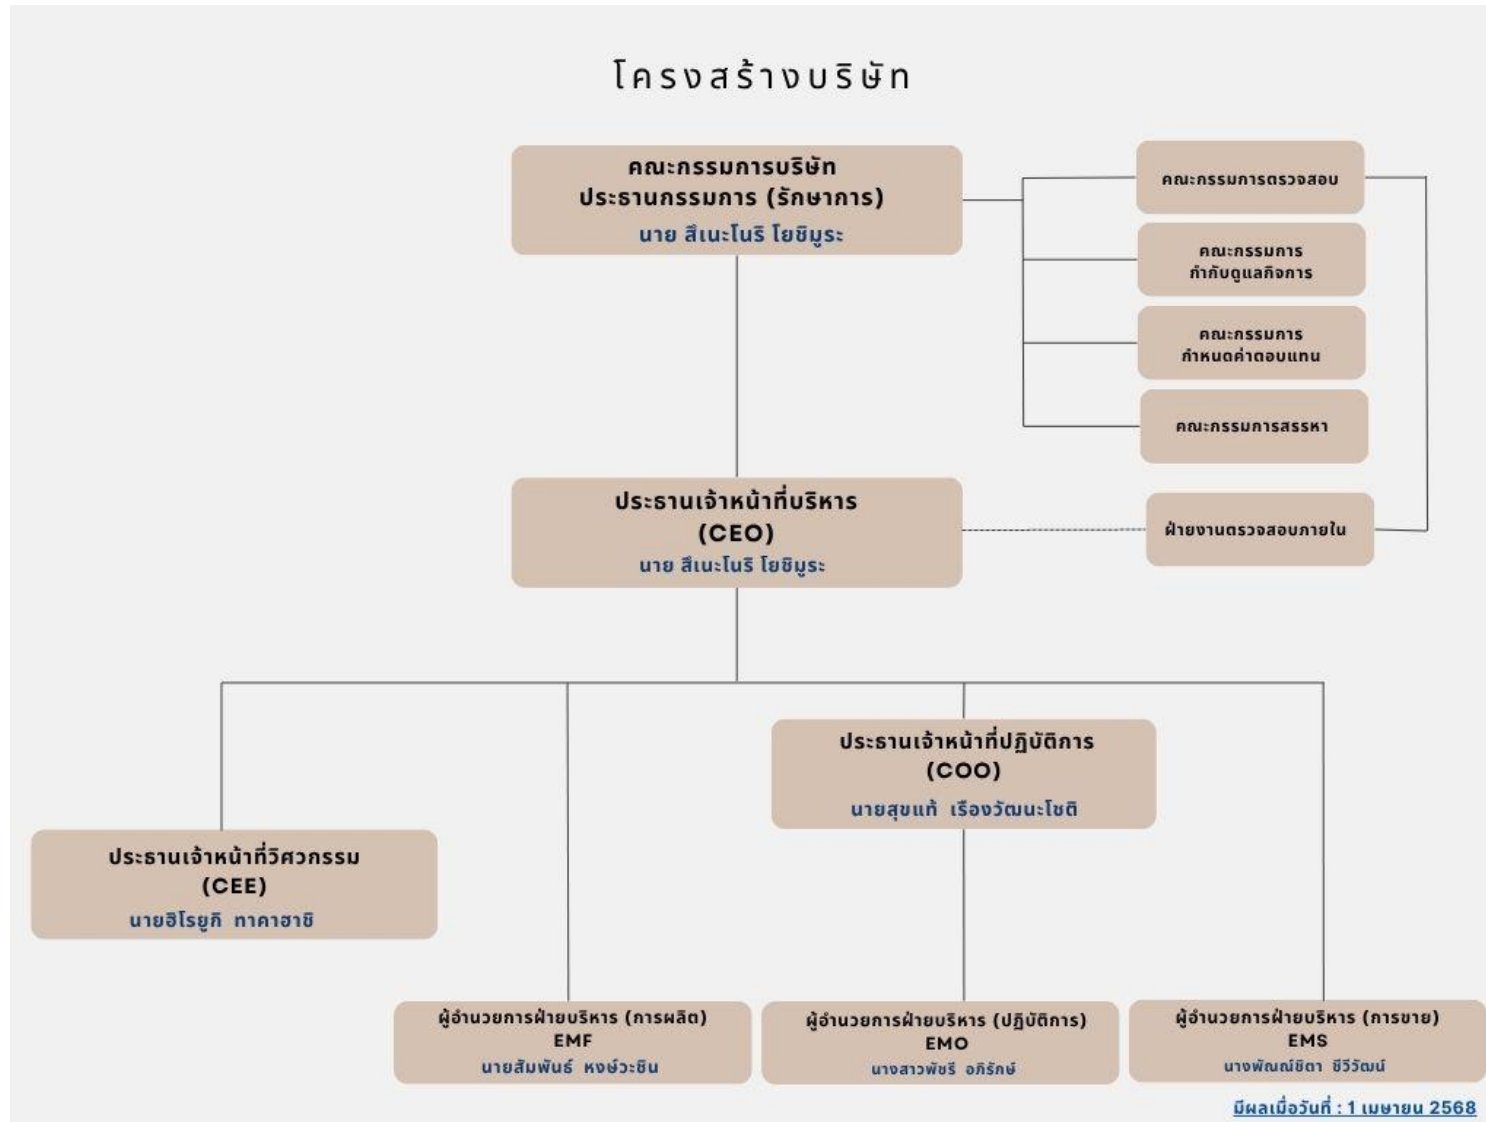 โครงสร้างบริษัท
คณะกรรมการบริษัท
ประธานกรรมการ (รักษาการ)
นาย สึเนะโนริ โยชิมูระ
คณะกรรมการตรวจสอบ
คณะกรรมการ
กำกับดูแลกิจการ
คณะกรรมการ
กำหนดค่าตอบแทน
คณะกรรมการสรรหา
ประธานเจ้าหน้าที่บริหาร
(CEO)
นาย สึเนะโนริ โยชิมูระ
ฝ่ายงานตรวจสอบภายใน
ประธานเจ้าหน้าที่ปฏิบัติการ
(COO)
นายสุขแท้ เรืองวัฒนะโชติ
ประธานเจ้าหน้าที่วิศวกรรม
(CEE)
นายฮิโรยูกิ ทาคาฮาชิ
ผู้อำนวยการฝ่ายบริหาร (การผลิต)
EMF
นายสัมพันธ์ หงษ์วะชิน
ผู้อำนวยการฝ่ายบริหาร (ปฏิบัติการ)
EMO
นางสาวพัชรี อภิรักษ์
ผู้อำนวยการฝ่ายบริหาร (การขาย)
EMS
นางพัณณ์ชิตา ชีวีวัฒน์
มีผลเมื่อวันที่ : 1 เมษายน 2568